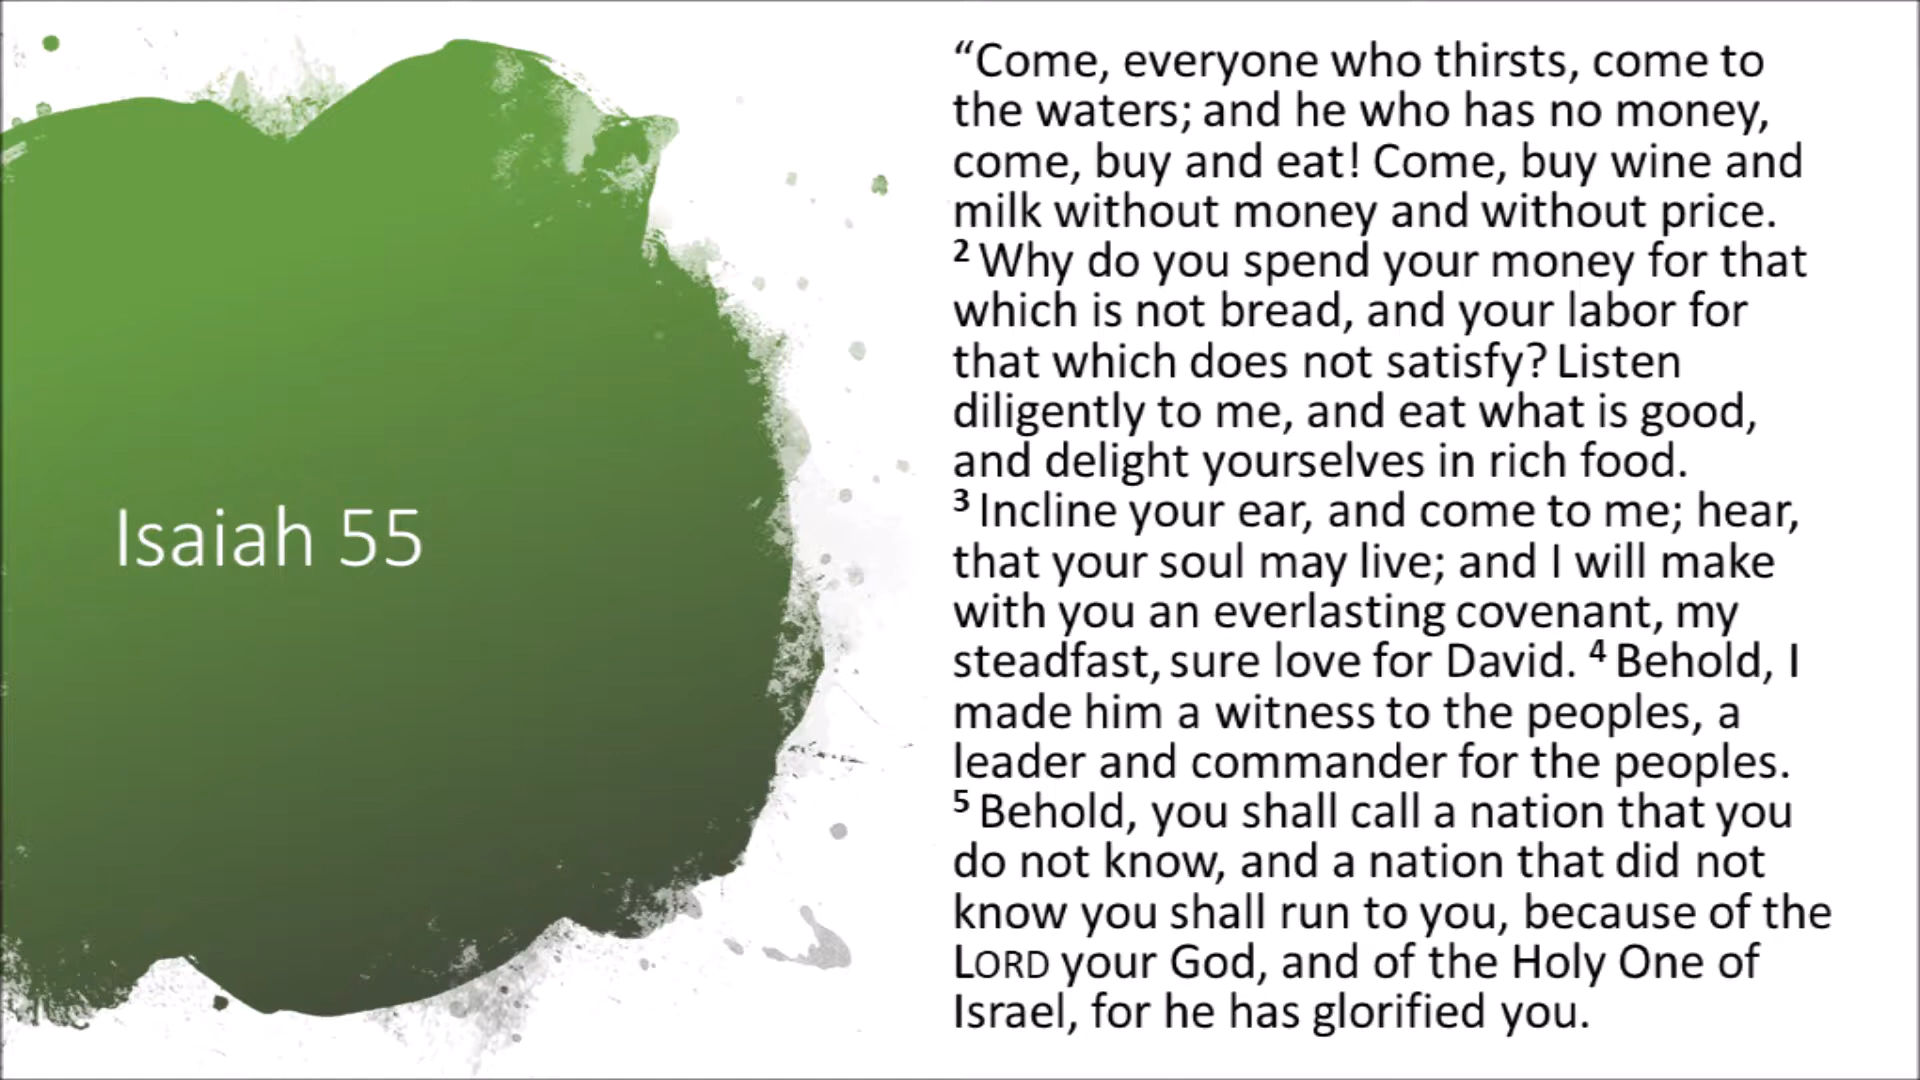 Isaiah 55
“Come, everyone who thirsts, come to
the waters; and he who has no money,
come, buy and eat! Come, buy wine and
milk without money and without price.
2 Why do you spend your money for that
which is not bread, and your labor for
that which does not satisfy? Listen
diligently to me, and eat what is good,
and delight yourselves in rich food.
3 Incline your ear, and come to me; hear,
that your soul may live; and I will make
with you an everlasting covenant, my
steadfast, sure love for David. 4 Behold, I
made him a witness to the peoples, a
leader and commander for the peoples.
5 Behold, you shall call a nation that you
do not know, and a nation that did not
know you shall run to you, because of the
LORD your God, and of the Holy One of
Israel, for he has glorified you.